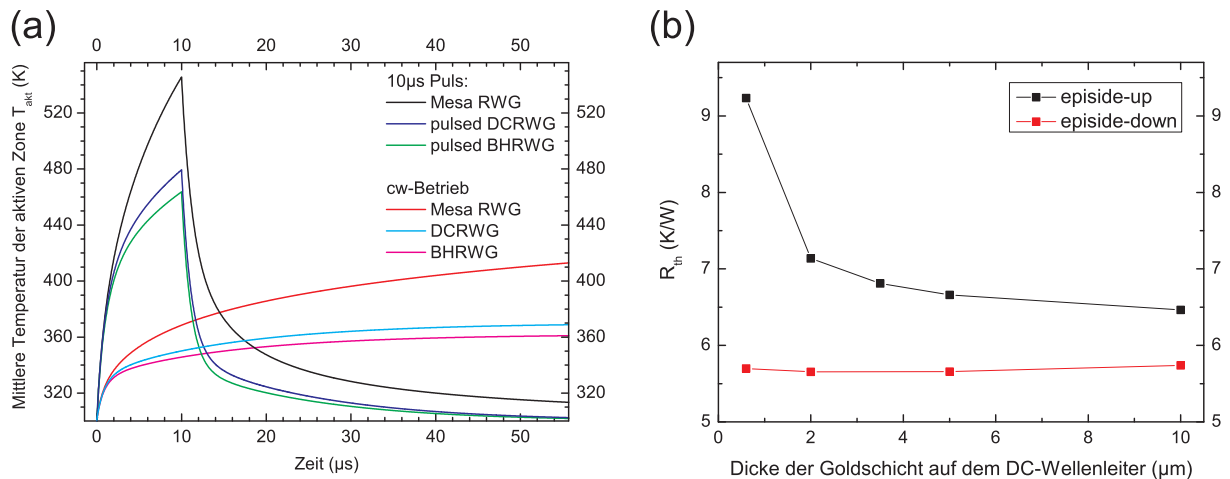 (a)
0 10 20 30 40 50
Mittlere Temperatur der aktiven Zone Takt (K)
520
480
440
400
360
320
10µs Puls:
Mesa RWG
pulsed DCRWG
pulsed BHRWG
cw-Betrieb
Mesa RWG
DCRWG
BHRWG
520
480
440
400
360
320
0 10 20 30 40 50
Zeit (µs)
(b)
Rth (K/W)
9
8
7
6
5
episide-up
episide-down
9
8
7
6
5
0 2 4 6 8 10
Dicke der Goldschicht auf dem DC-Wellenleiter (µm)